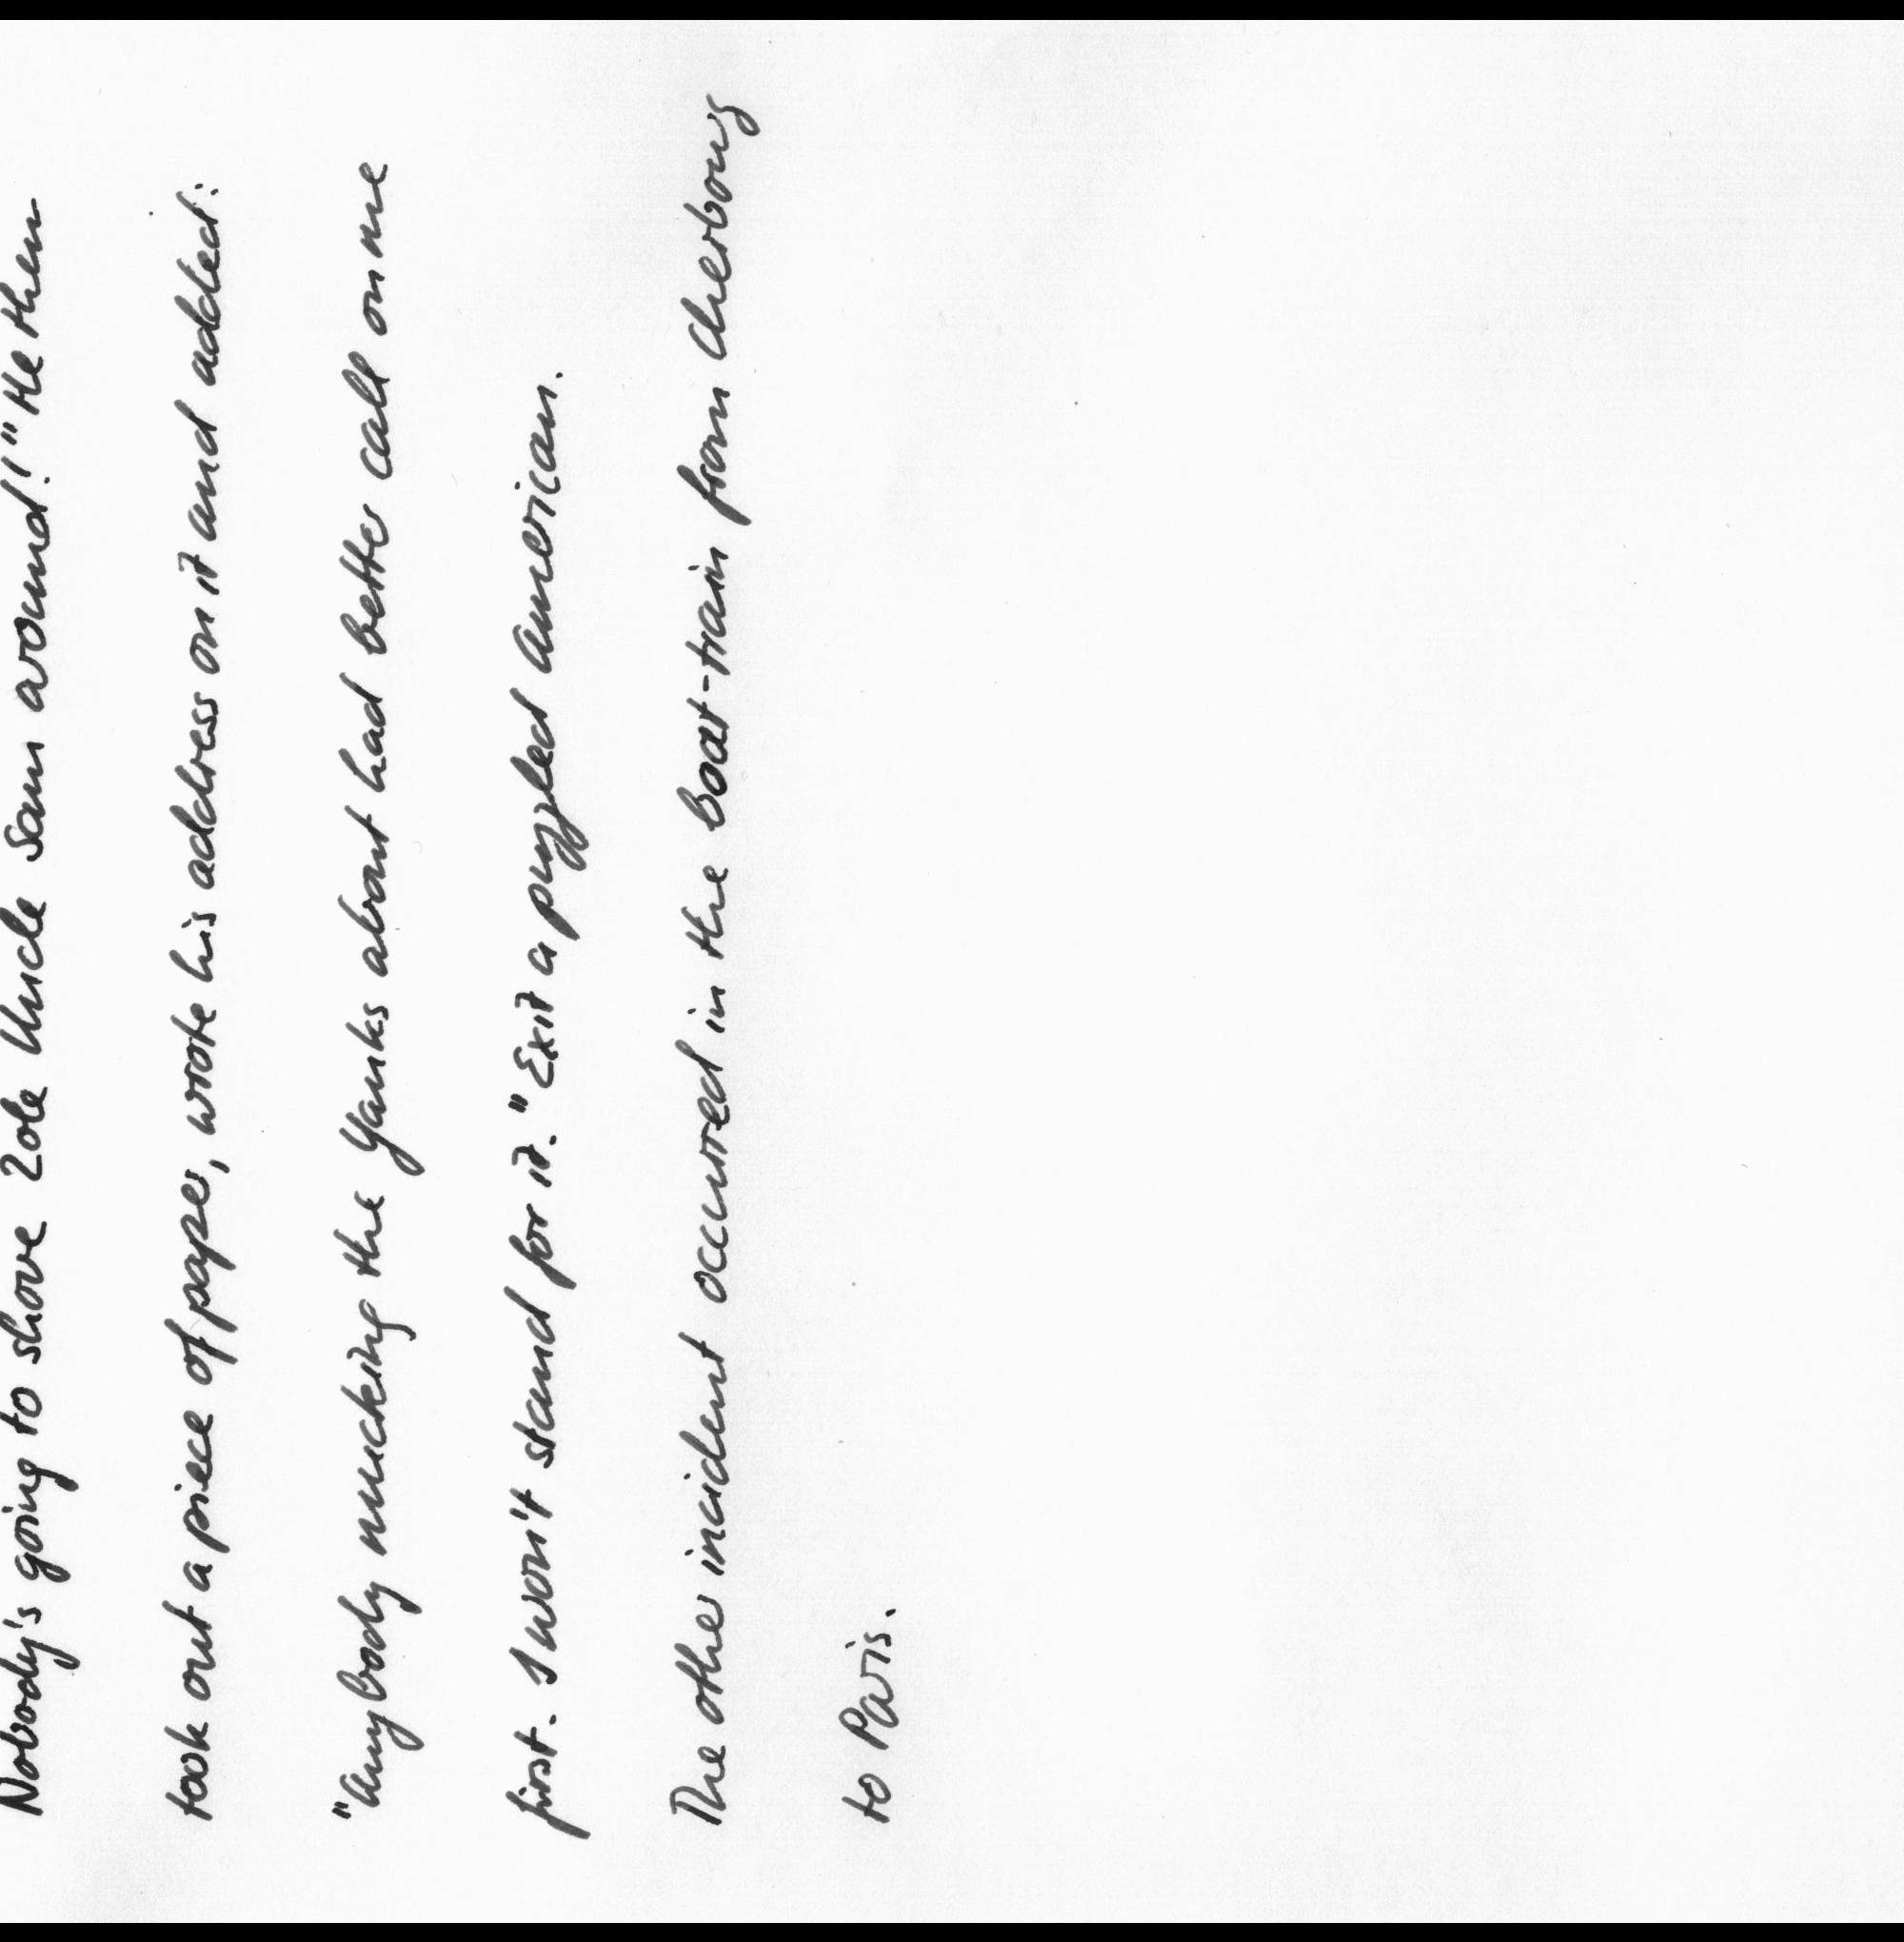 Nobody's going to shove 2ole Uncle Sam around!" He then
took out a piece of paper, wrote his address on it and added:
"Anybody mucking the Yanks about had better call on me
first. I won't stand for it." Exit a puzzled American.
The other incident occurred in the boat-train from Cherbourg
to Paris.